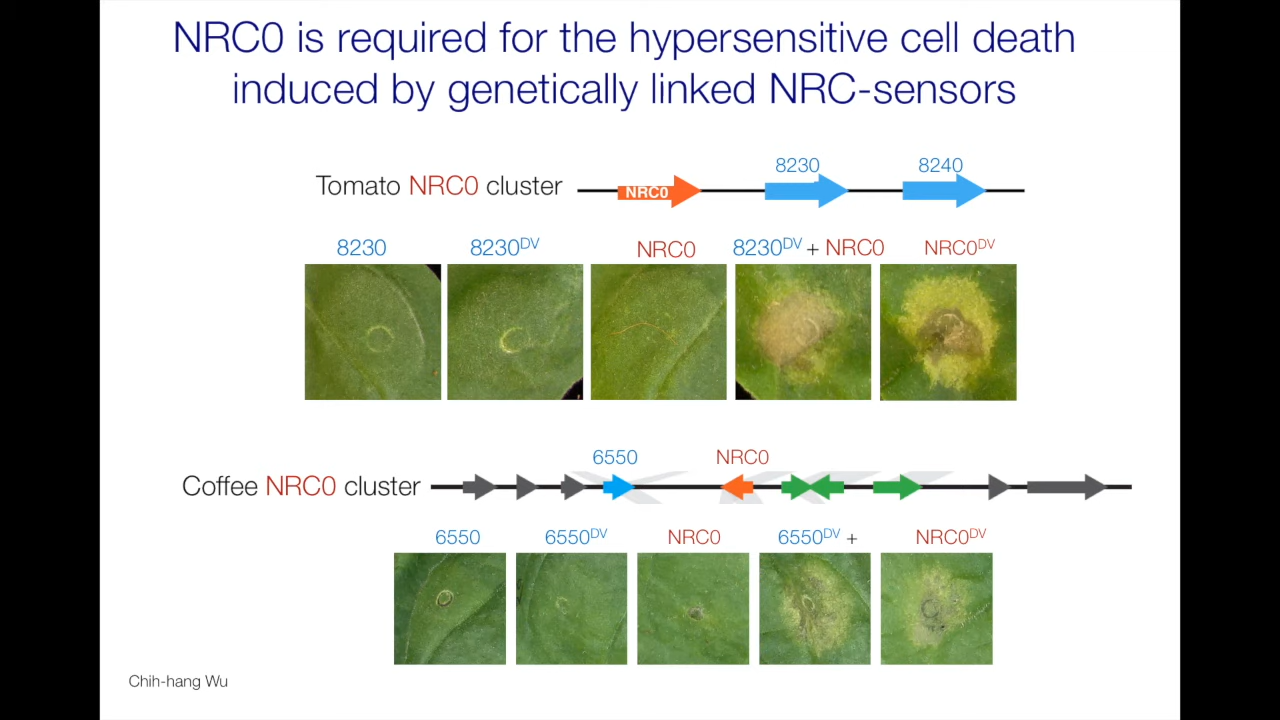 NRC0 is required for the hypersensitive cell death
induced by genetically linked NRC-sensors
8230 8240
Tomato NRC0 cluster NRC0
8230 8230DV NRC0 8230DV + NRC0 NRC0DV
6550 NRC0
Coffee NRC0 cluster
6550 6550DV NRC0 6550DV + NRC0DV
Chih-hang Wu